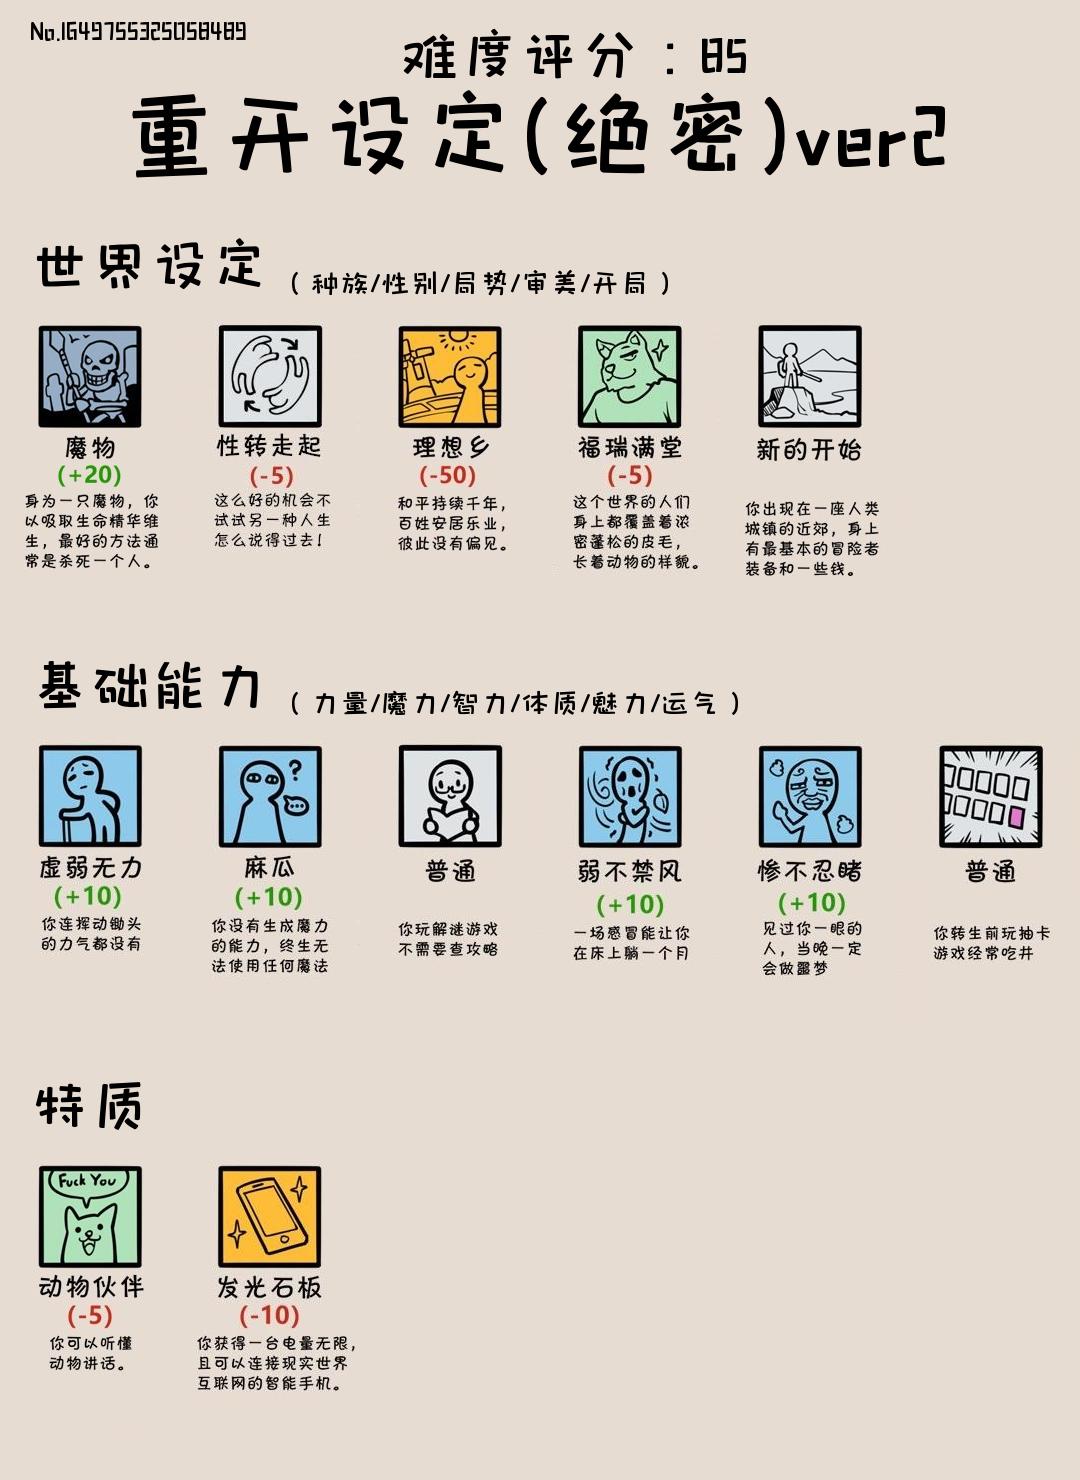 No.1649755325058489
难度评分：85
重开设定(绝密)ver2
世界设定（种族/性别/局势/审美/开局）
魔物
(+20)
身为一只魔物，你
以吸取生命精华维
生，最好的方法通
常是杀死一个人。
性转走起
(-5)
这么好的机会不
试试另一种人生
怎么说得过去！
理想乡
(-50)
和平持续千年，
百姓安居乐业，
彼此没有偏见。
福瑞满堂
(-5)
这个世界的人们
身上都覆盖着浓
密蓬松的皮毛，
长着动物的样貌。
新的开始
你出现在一座人类
城镇的近郊，身上
有最基本的冒险者
装备和一些钱。
基础能力（力量/魔力/智力/体质/魅力/运气）
虚弱无力
(+10)
你连挥动锄头
的力气都没有
?
麻瓜
(+10)
你没有生成魔力
的能力，终生无
法使用任何魔法
普通
你玩解谜游戏
不需要查攻略
弱不禁风
(+10)
一场感冒能让你
在床上躺一个月
惨不忍睹
(+10)
见过你一眼的
人，当晚一定
会做噩梦
普通
你转生前玩抽卡
游戏经常吃井
特质
Fuck You
动物伙伴
(-5)
你可以听懂
动物讲话。
发光石板
(-10)
你获得一台电量无限，
且可以连接现实世界
互联网的智能手机。